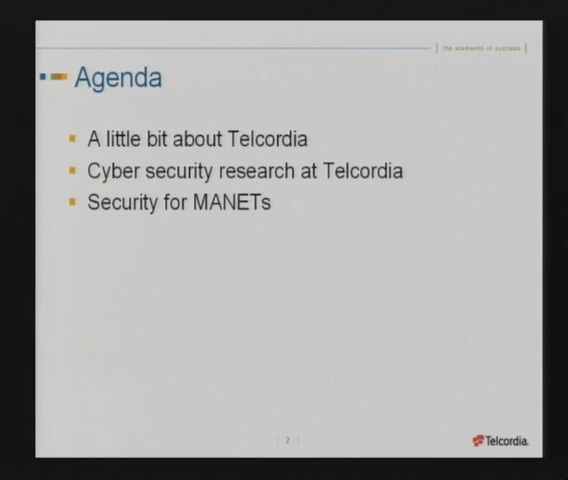 the elements of success
Agenda
A little bit about Telcordia
Cyber security research at Telcordia
Security for MANETs
2
Telcordia.